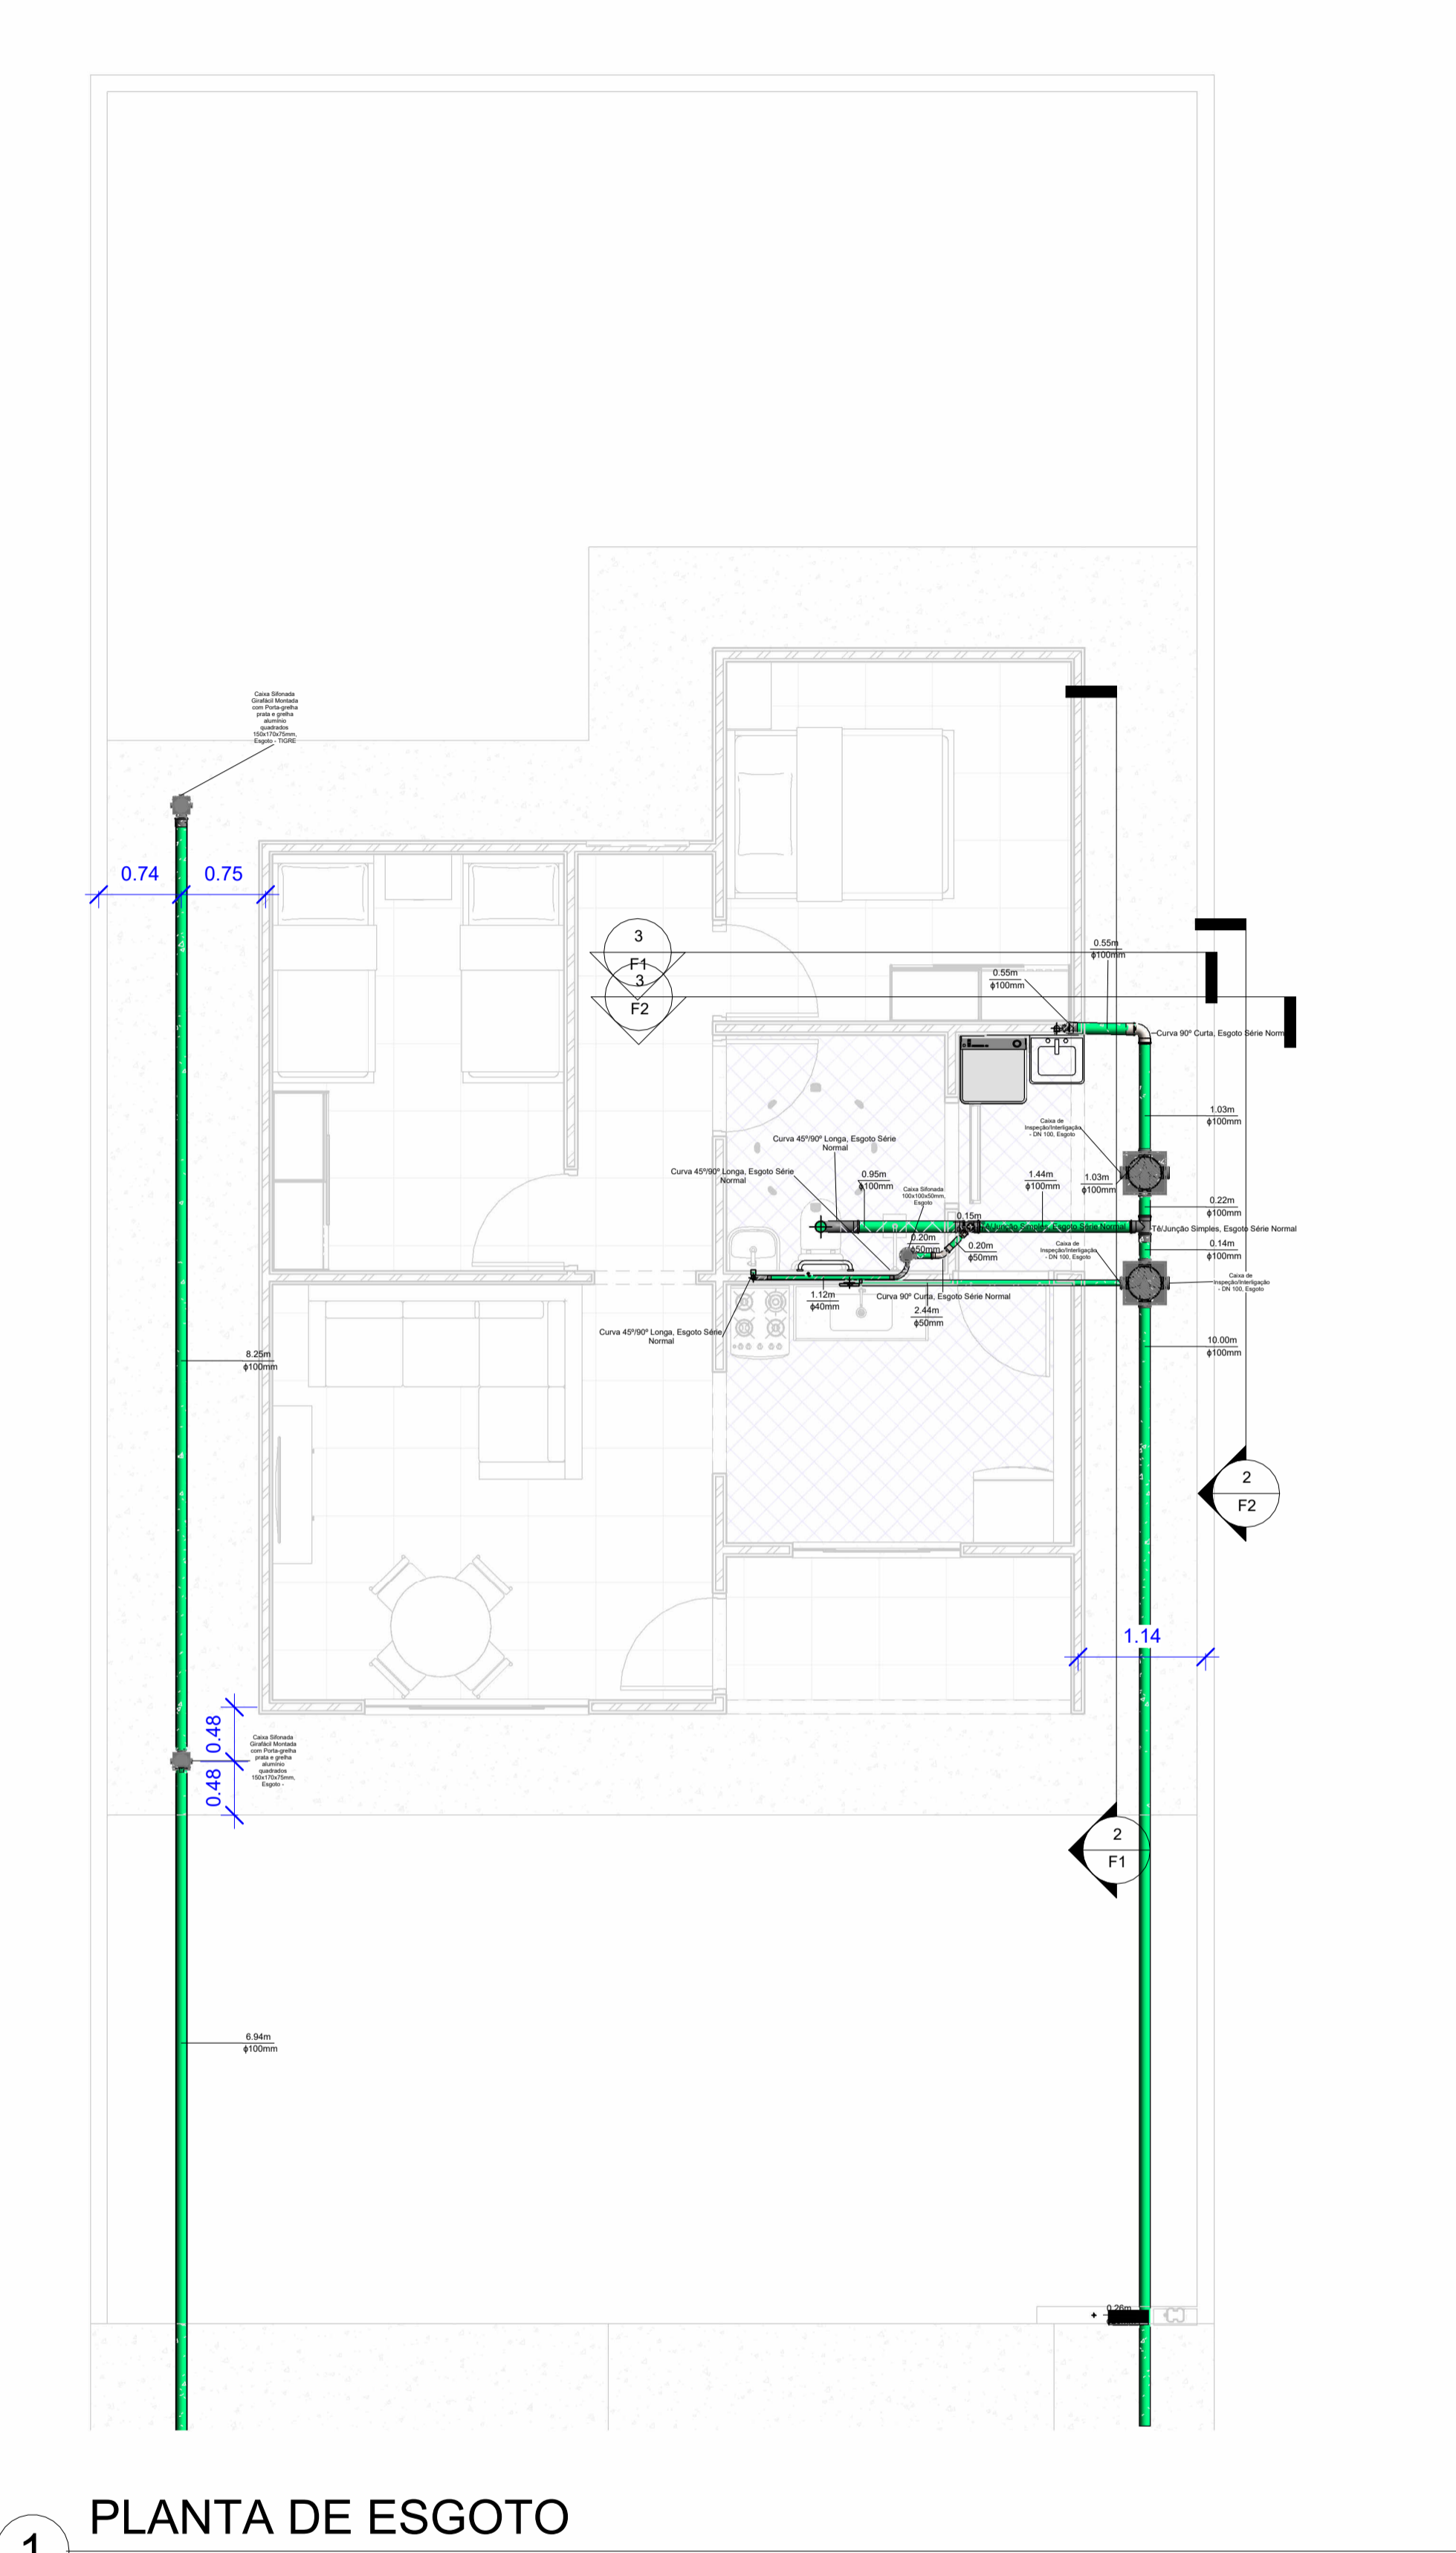 Caixa Sifonada
Girafácil Montada
com Porta-grelha
prata e grelha
alumínio
quadrados
150x170x75mm,
Esgoto - TIGRE
0.74
0.75
3
F1
3
F2
0.55m
ϕ100mm
0.55m
ϕ100mm
Curva 90º Curta, Esgoto Série Norm
1.03m
ϕ100mm
Caixa de
Inspeção/Interligação
- DN 100, Esgoto
Curva 45º/90º Longa, Esgoto Série
Normal
Curva 45º/90º Longa, Esgoto Série
Normal
0.95m
ϕ100mm
Caixa Sifonada
100x100x50mm,
Esgoto
1.44m
ϕ100mm
1.03m
ϕ100mm
0.22m
ϕ100mm
0.15m
Tê/Junção Simples, Esgoto Série Normal
Tê/Junção Simples, Esgoto Série Normal
0.20m
ϕ50mm
0.20m
ϕ50mm
Caixa de
Inspeção/Interligação
- DN 100, Esgoto
0.14m
ϕ100mm
Caixa de
Inspeção/Interligação
- DN 100, Esgoto
1.12m
ϕ40mm
Curva 90º Curta, Esgoto Série Normal
2.44m
ϕ50mm
Curva 45º/90º Longa, Esgoto Série
Normal
10.00m
ϕ100mm
8.25m
ϕ100mm
2
F2
1.14
0.48
0.48
Caixa Sifonada
Girafácil Montada
com Porta-grelha
prata e grelha
alumínio
quadrados
150x170x75mm,
Esgoto -
2
F1
6.94m
ϕ100mm
0.26m
1
PLANTA DE ESGOTO